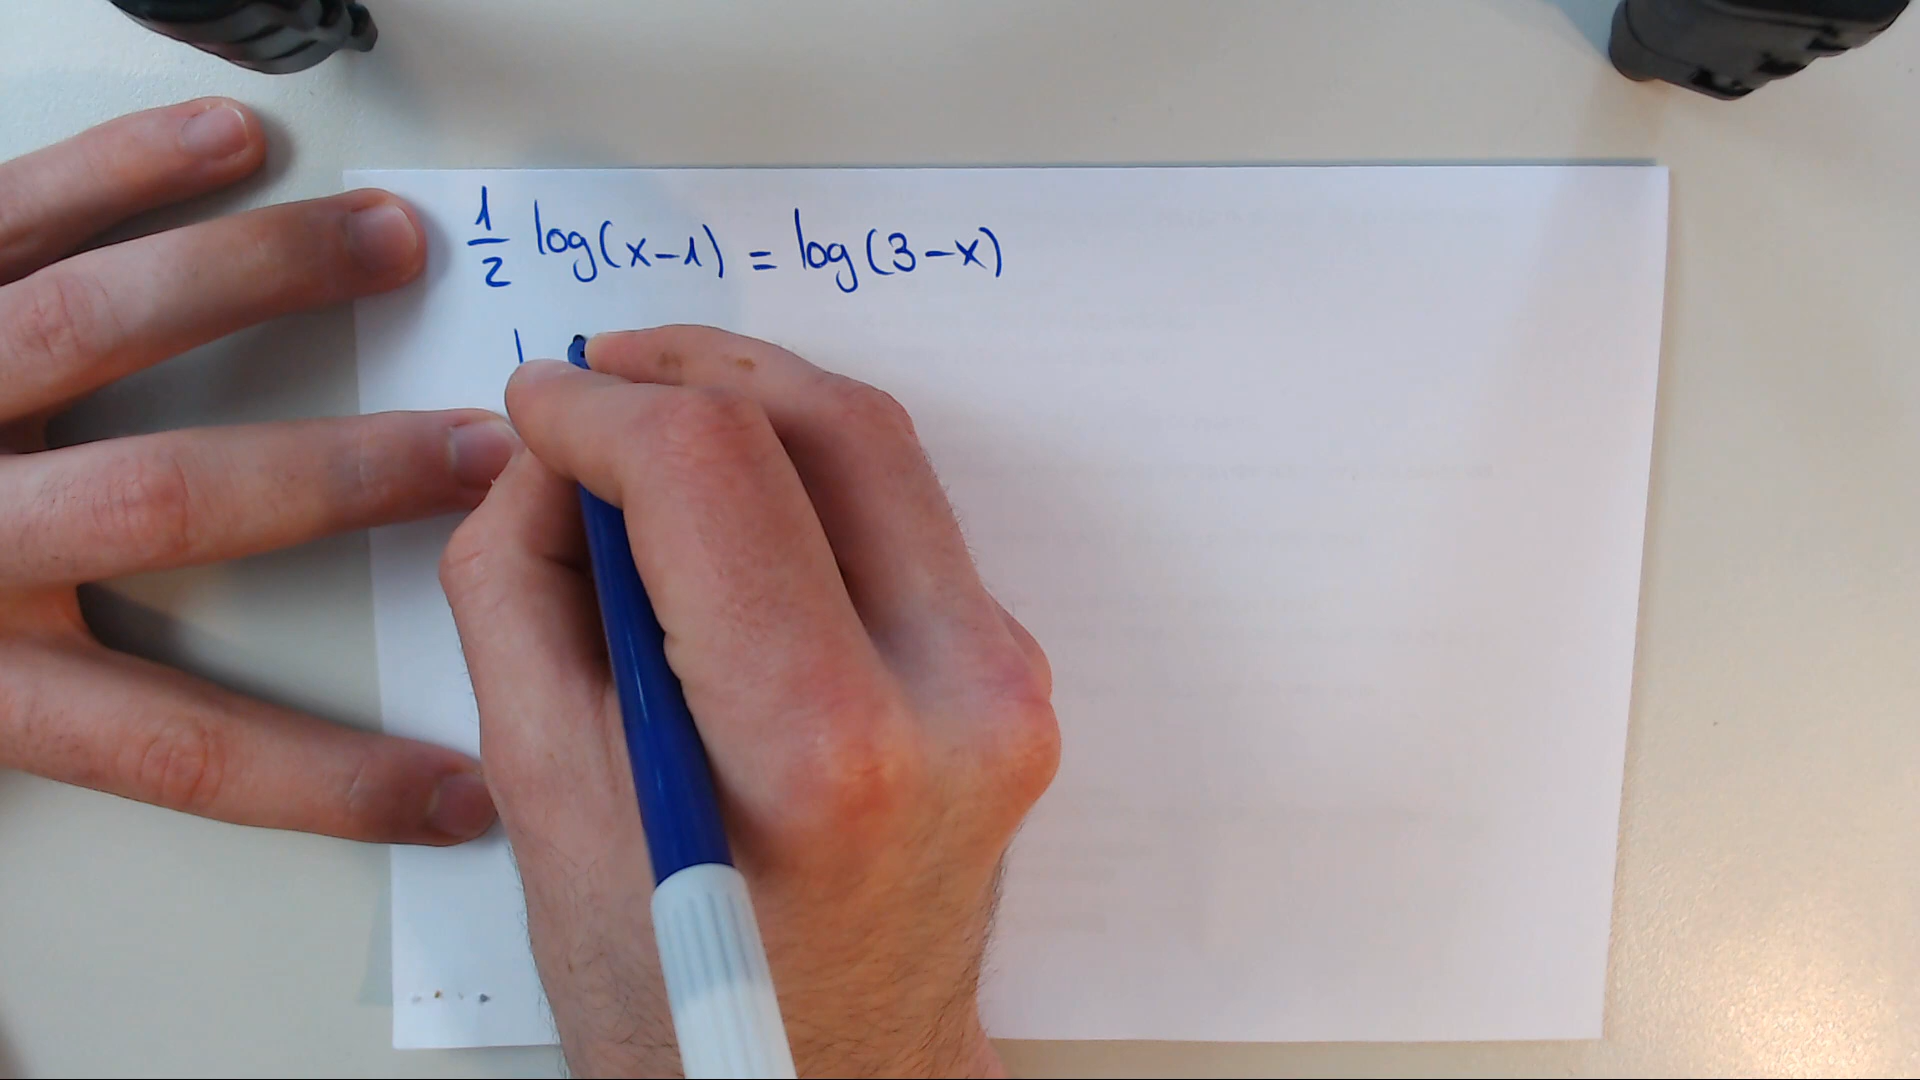 1/2 log(x-1) = log(3-x)
l